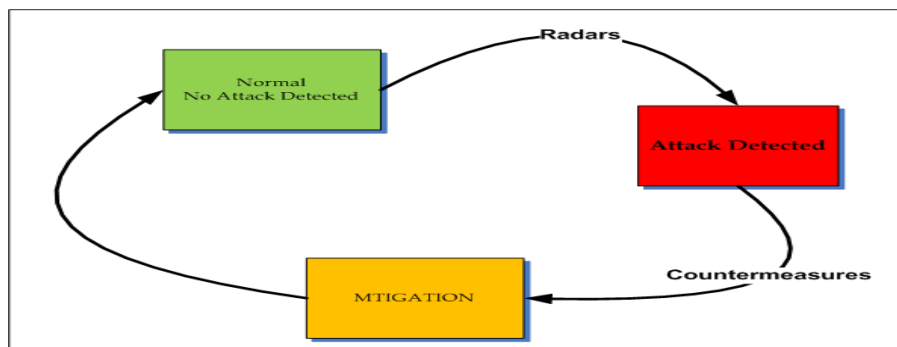 Radars
Normal
No Attack Detected
Attack Detected
Countermeasures
MTIGATION